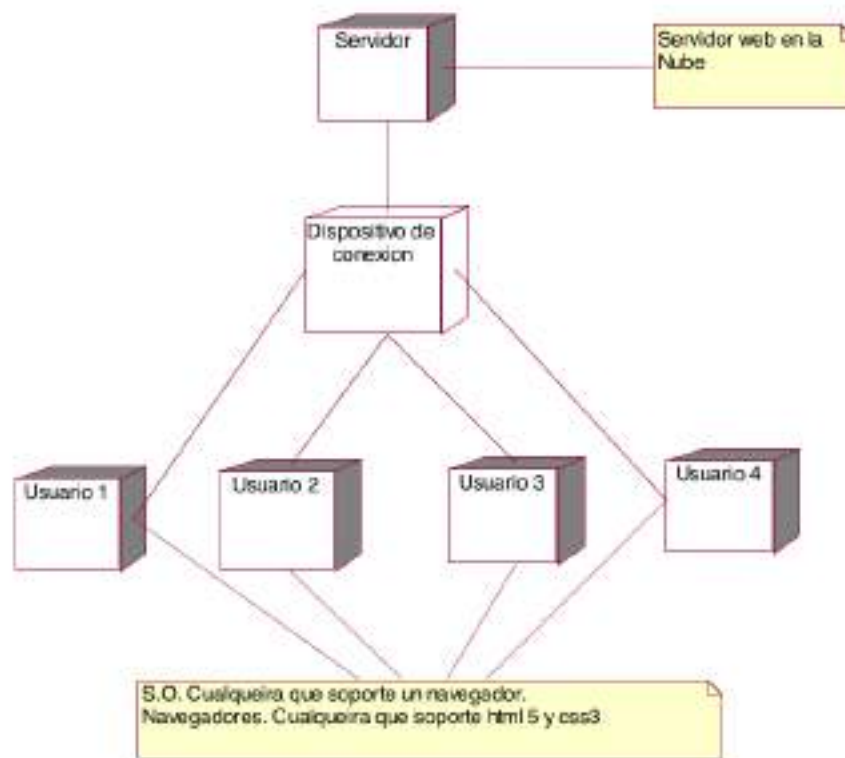 Servidor
Servidor web en la
Nube
Dispositivo de
conexion
Usuario 1
Usuario 2
Usuario 3
Usuario 4
S.O. Cualqueira que soporte un navegador.
Navegadores. Cualqueira que soporte html 5 y css3